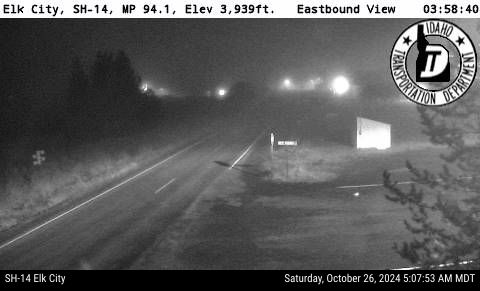 Elk City, SH-14, MP 94.1, Elev 3,939ft. Eastbound View 03:58:40
IDAHO
TRANSPORTATION DEPARTMENT
SH-14 Elk City Saturday, October 26, 2024 5:07:53 AM MDT